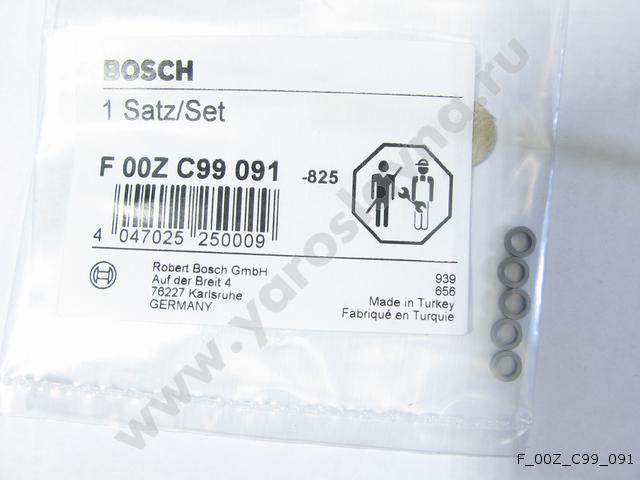 BOSCH
1 Satz/Set
F 00Z C99 091 -825
4 047025 250009
Robert Bosch GmbH
Auf der Breit 4
76227 Karlsruhe
GERMANY
939
656
Made in Turkey
Fabriqué en Turquie
www.yaroslavna.ru
F_00Z_C99_091